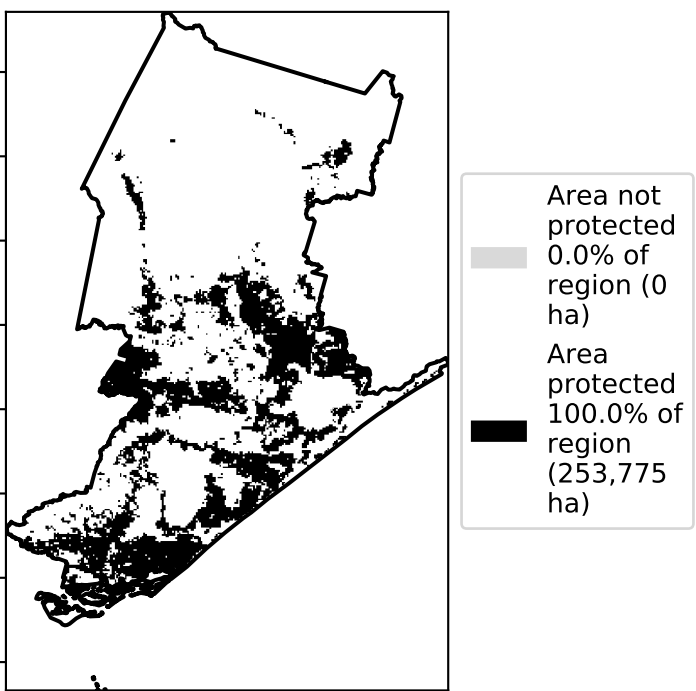 Area not
protected
0.0% of
region (0
ha)
Area
protected
100.0% of
region
(253,775
ha)